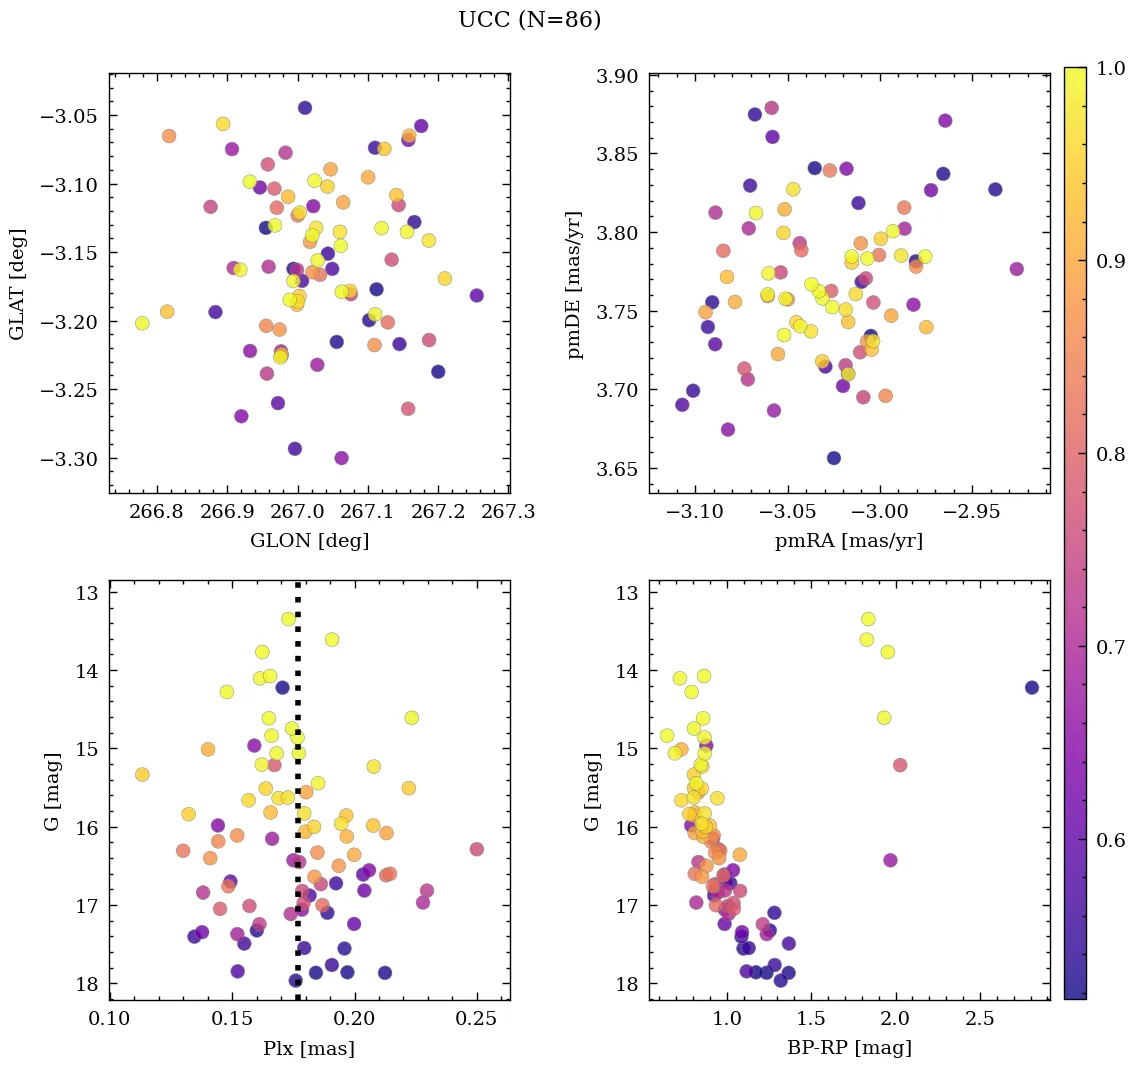 UCC (N=86)
−3.05
−3.10
−3.15
−3.20
−3.25
−3.30
GLAT [deg]
266.8 266.9 267.0 267.1 267.2 267.3
GLON [deg]
3.90
3.85
3.80
3.75
3.70
3.65
pmDE [mas/yr]
−3.10 −3.05 −3.00 −2.95
pmRA [mas/yr]
13
14
15
16
17
18
G [mag]
0.10 0.15 0.20 0.25
Plx [mas]
13
14
15
16
17
18
G [mag]
1.0 1.5 2.0 2.5
BP-RP [mag]
1.0
0.9
0.8
0.7
0.6